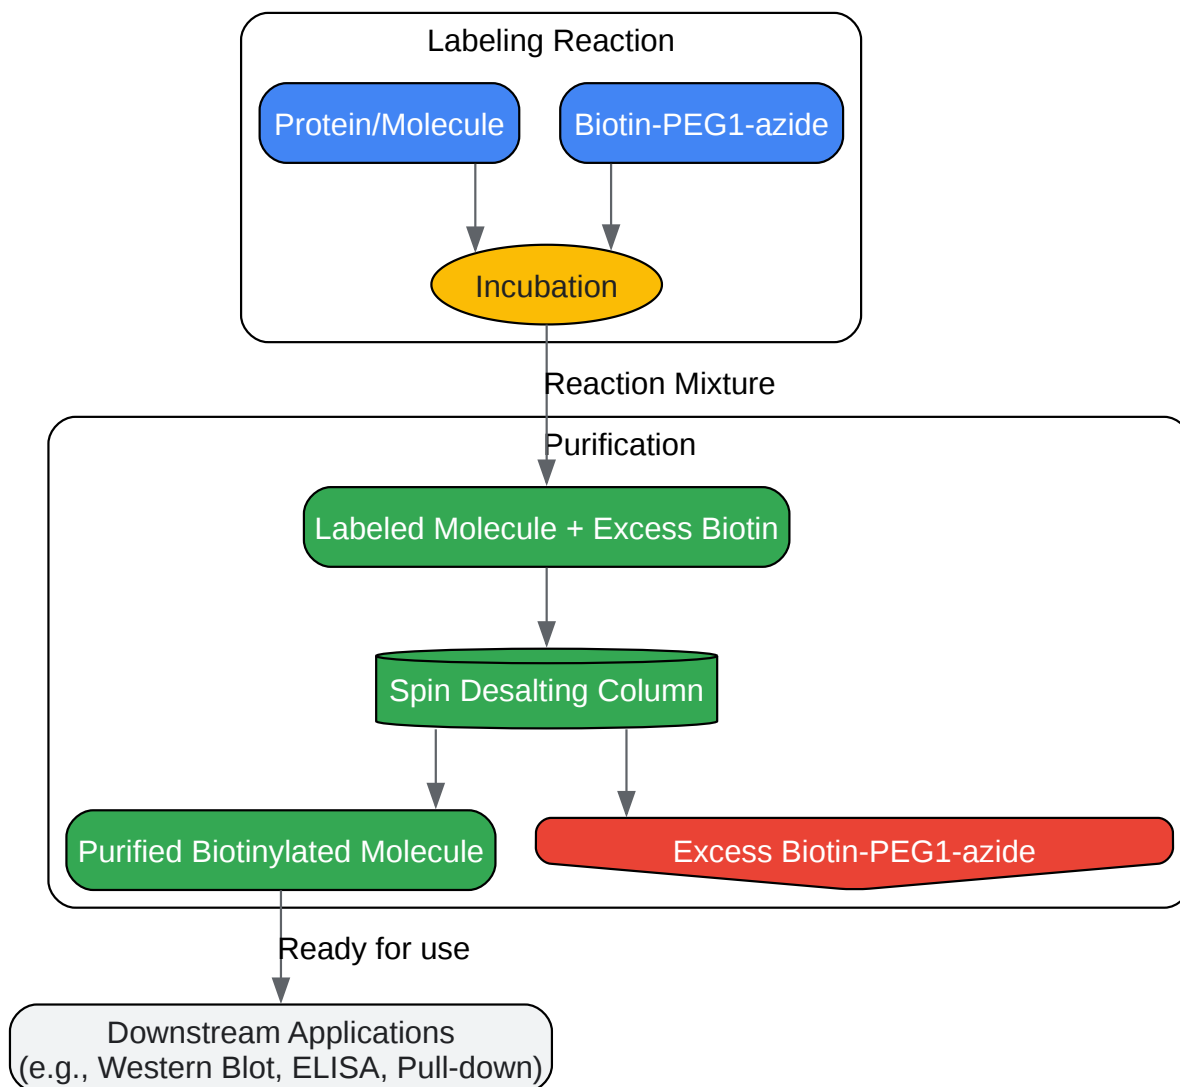 Labeling Reaction
Protein/Molecule
Biotin-PEG1-azide
Incubation
Reaction Mixture
Purification
Labeled Molecule + Excess Biotin
Spin Desalting Column
Purified Biotinylated Molecule
Excess Biotin-PEG1-azide
Ready for use
Downstream Applications
(e.g., Western Blot, ELISA, Pull-down)